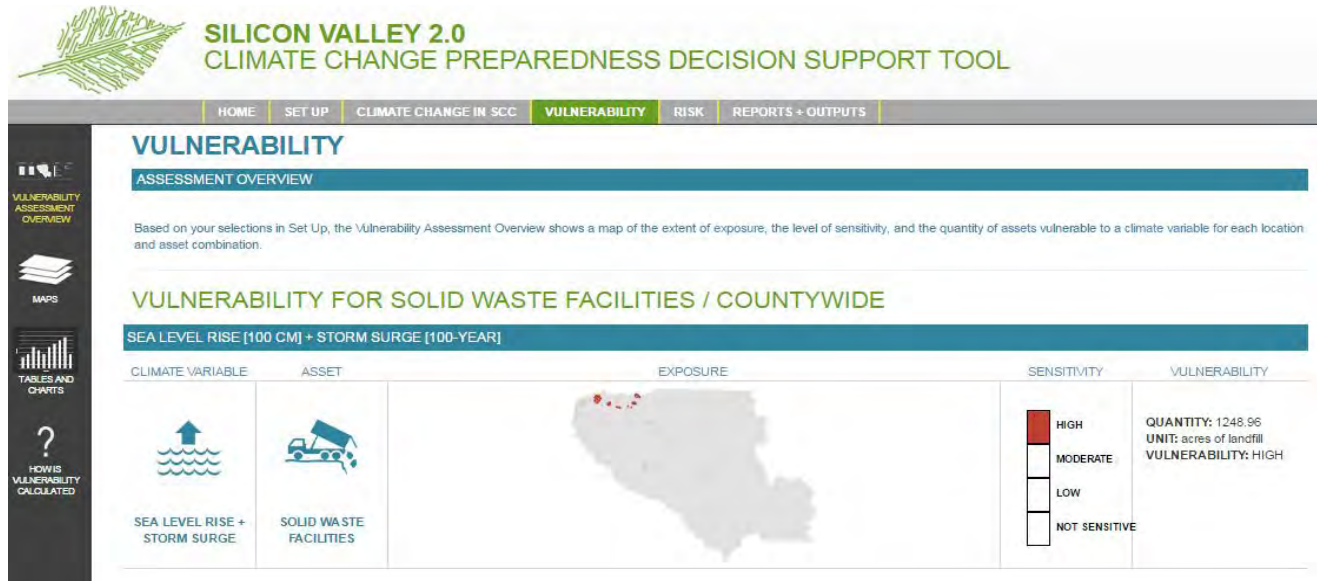 SILICON VALLEY 2.0
CLIMATE CHANGE PREPAREDNESS DECISION SUPPORT TOOL
HOME SET UP CLIMATE CHANGE IN SCC VULNERABILITY RISK REPORTS + OUTPUTS
VULNERABILITY
ASSESSMENT
OVERVIEW
MAPS
TABLES AND
CHARTS
?
HOW IS
VULNERABILITY
CALCULATED
VULNERABILITY
ASSESSMENT OVERVIEW
Based on your selections in Set Up, the Vulnerability Assessment Overview shows a map of the extent of exposure, the level of sensitivity, and the quantity of assets vulnerable to a climate variable for each location
and asset combination.
VULNERABILITY FOR SOLID WASTE FACILITIES / COUNTYWIDE
SEA LEVEL RISE [100 CM] + STORM SURGE [100-YEAR]
CLIMATE VARIABLE ASSET EXPOSURE SENSITIVITY VULNERABILITY
SEA LEVEL RISE +
STORM SURGE
SOLID WASTE
FACILITIES
HIGH
MODERATE
LOW
NOT SENSITIVE
QUANTITY: 1248.96
UNIT: acres of landfill
VULNERABILITY: HIGH